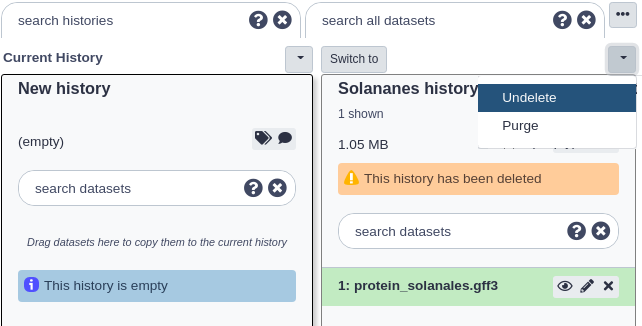 search histories
search all datasets
Current History
Switch to
New history
Solananes history
Undelete
1 shown
Purge
(empty)
1.05 MB
This history has been deleted
search datasets
search datasets
Drag datasets here to copy them to the current history
This history is empty
1: protein_solanales.gff3